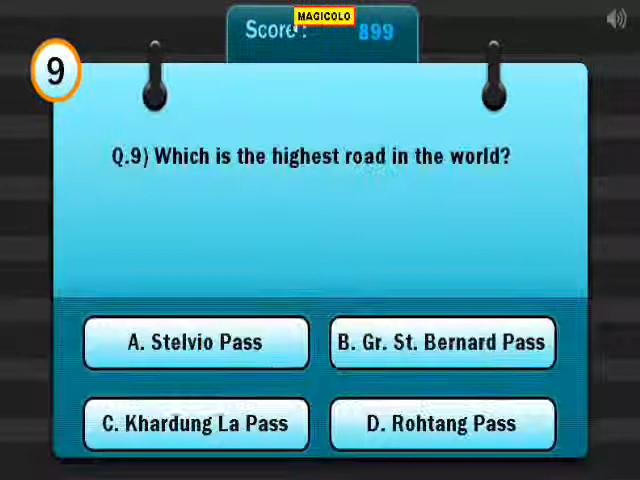 MAGICOLO
Score: 899
9
Q.9) Which is the highest road in the world?
A. Stelvio Pass
B. Gr. St. Bernard Pass
C. Khardung La Pass
D. Rohtang Pass